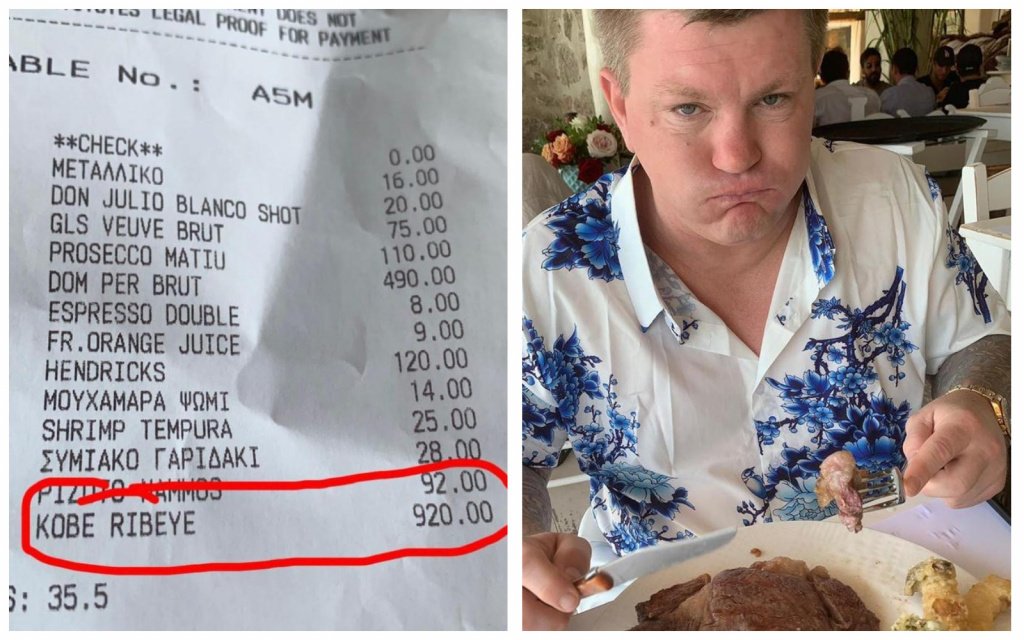 DOES NOT
LEGAL PROOF FOR PAYMENT
ABLE No.: A5M
**CHECK** 0.00
ΜΕΤΑΛΛΙΚΟ 16.00
DON JULIO BLANCO SHOT 20.00
GLS VEUVE BRUT 75.00
PROSECCO MATIU 110.00
DOM PER BRUT 490.00
ESPRESSO DOUBLE 8.00
FR.ORANGE JUICE 9.00
HENDRICKS 120.00
ΜΟΥΧΑΜΑΡΑ ΨΩΜΙ 14.00
SHRIMP TEMPURA 25.00
ΣΥΜΙΑΚΟ ΓΑΡΙΔΑΚΙ 28.00
NAMMOS 92.00
KOBE RIBEYE 920.00
: 35.5